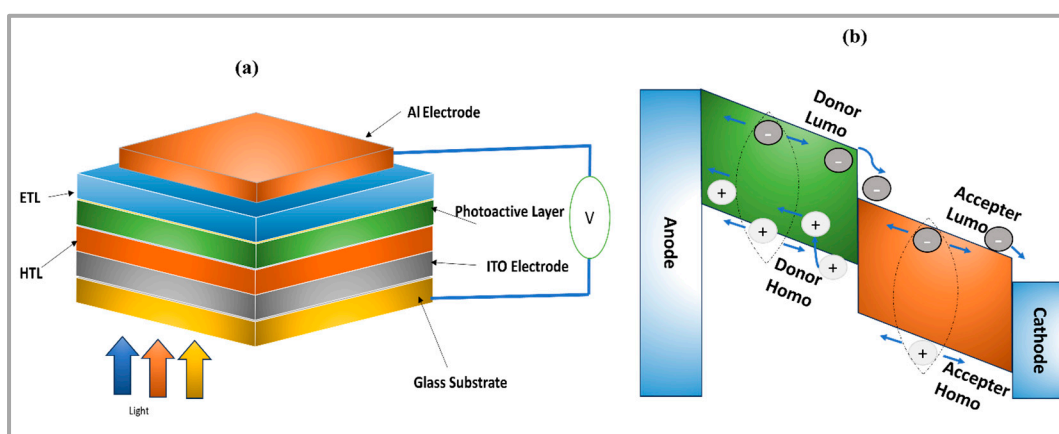 (a)
Al Electrode
ETL
Photoactive Layer
V
HTL
ITO Electrode
Glass Substrate
Light
(b)
Donor
Lumo
-
-
-
Accepter
Lumo
-
-
+
+
+
+
Donor
Homo
+
Accepter
Homo
Anode
Cathode